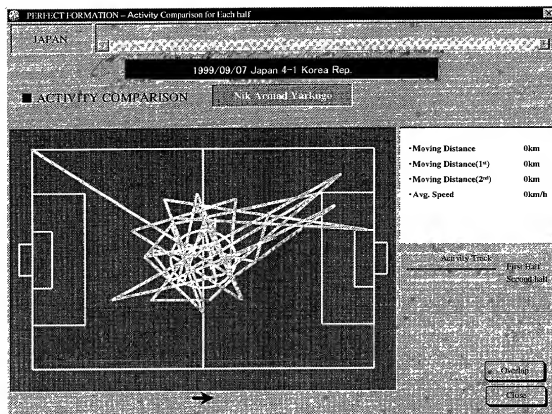 PERFECT FORMATION – Activity Comparison for Each half
JAPAN
1999/09/07 Japan 4-1 Korea Rep.
■ ACTIVITY COMPARISON
Nik Armad Yarkugo
・Moving Distance 0km
・Moving Distance(1st) 0km
・Moving Distance(2nd) 0km
・Avg. Speed 0km/h
Activity Track
First Half
Second half
Overlap
Close